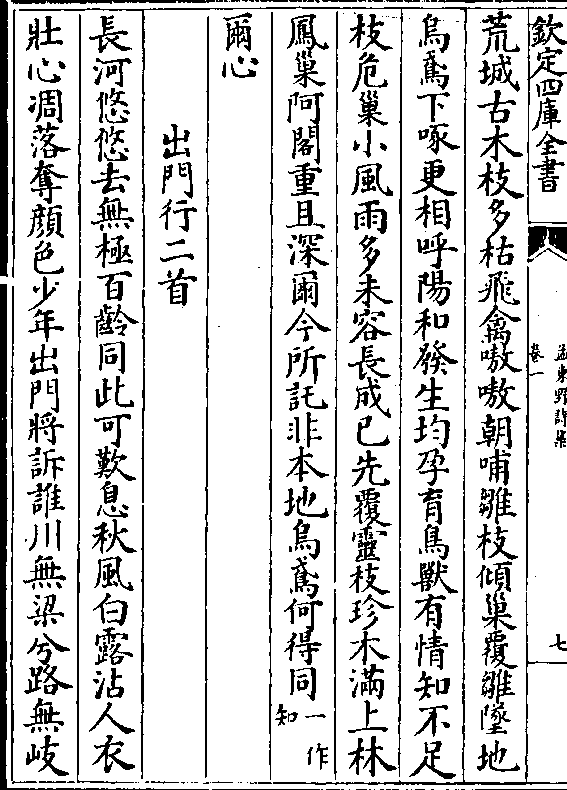 欽定四庫全書
孟東野詩集
卷一
七
荒城古木枝多枯飛禽嗷嗷朝哺雛枝傾巢覆雛墜地
烏鳶下啄更相呼陽和發生均孕育鳥獸有情知不足
枝危巢小風雨多未容長成已先覆靈枝珍木滿上林
鳳巢阿閣重且深爾今所託非本地烏鳶何得同一作知
爾心
出門行二首
長河悠悠去無極百齡同此可歎息秋風白露沾人衣
壯心凋落奪顔色少年出門將訴誰川無梁兮路無岐